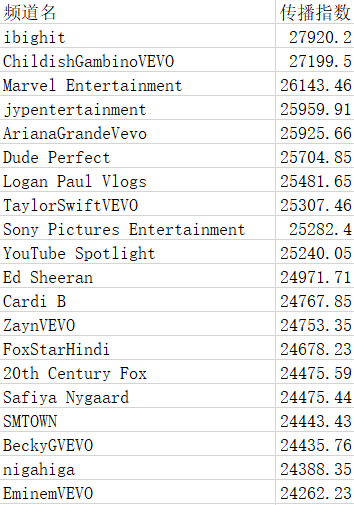 频道名 传播指数
ibighit 27920.2
ChildishGambinoVEVO 27199.5
Marvel Entertainment 26143.46
jypentertainment 25959.91
ArianaGrandeVevo 25925.66
Dude Perfect 25704.85
Logan Paul Vlogs 25481.65
TaylorSwiftVEVO 25307.46
Sony Pictures Entertainment 25282.4
YouTube Spotlight 25240.05
Ed Sheeran 24971.71
Cardi B 24767.85
ZaynVEVO 24753.35
FoxStarHindi 24678.23
20th Century Fox 24475.59
Safiya Nygaard 24475.44
SMTOWN 24443.43
BeckyGVEVO 24435.76
nigahiga 24388.35
EminemVEVO 24262.23